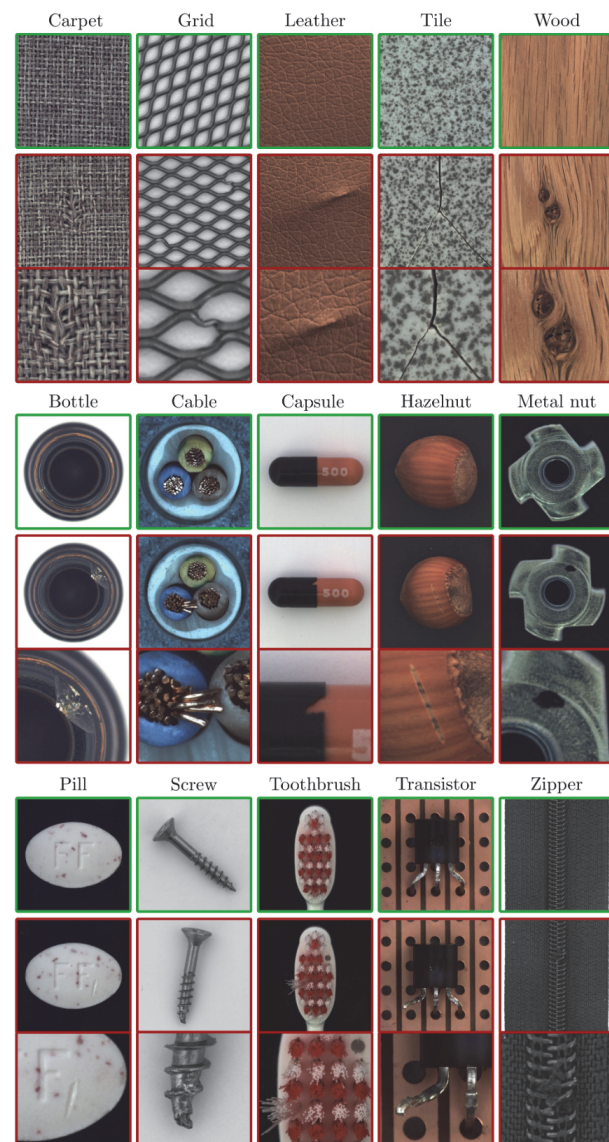 Carpet Grid Leather Tile Wood
Bottle Cable Capsule Hazelnut Metal nut
500
500
5
Pill Screw Toothbrush Transistor Zipper
FF
FF
F